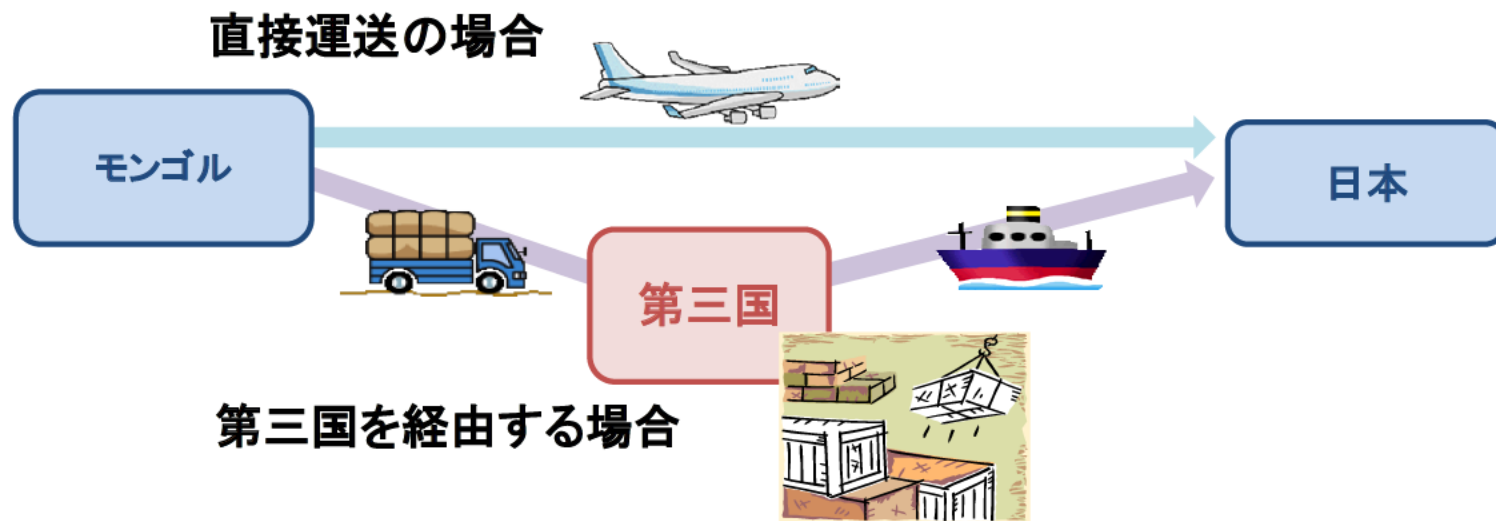 直接運送の場合
モンゴル
日本
第三国
第三国を経由する場合